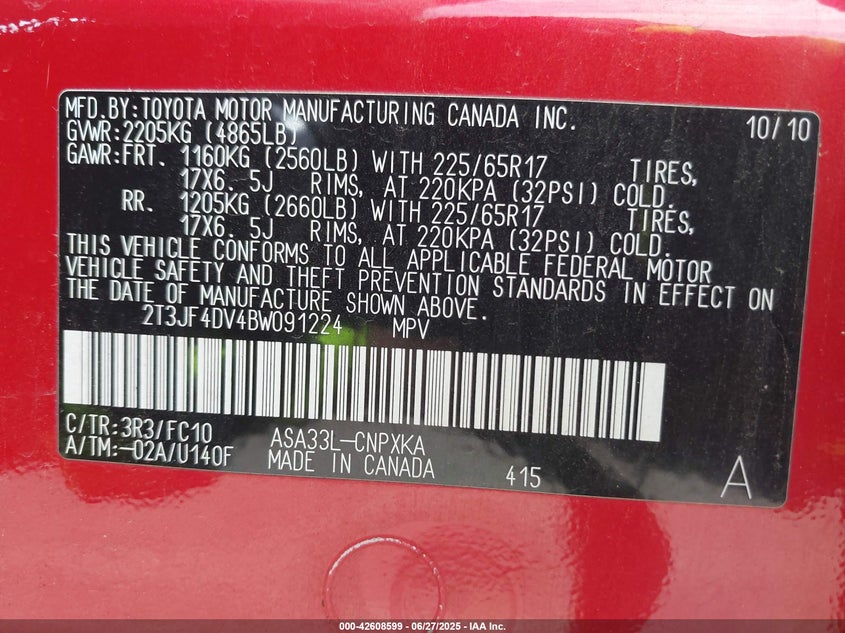 MFD.BY:TOYOTA MOTOR MANUFACTURING CANADA INC. 10/10
GVWR:2205KG (4865LB)
GAWR:FRT. 1160KG (2560LB) WITH 225/65R17 TIRES,
17X6. 5J RIMS, AT 220KPA (32PSI) COLD.
RR. 1205KG (2660LB) WITH 225/65R17 TIRES,
17X6. 5J RIMS, AT 220KPA (32PSI) COLD.
THIS VEHICLE CONFORMS TO ALL APPLICABLE FEDERAL MOTOR
VEHICLE SAFETY AND THEFT PREVENTION STANDARDS IN EFFECT ON
THE DATE OF MANUFACTURE SHOWN ABOVE.
2T3JF4DV4BW091224 MPV
C/TR:3R3/FC10 ASA33L-CNPXKA
A/TM:-02A/U140F MADE IN CANADA 415 A
000-42608599 | 06/27/2025 - IAA Inc.